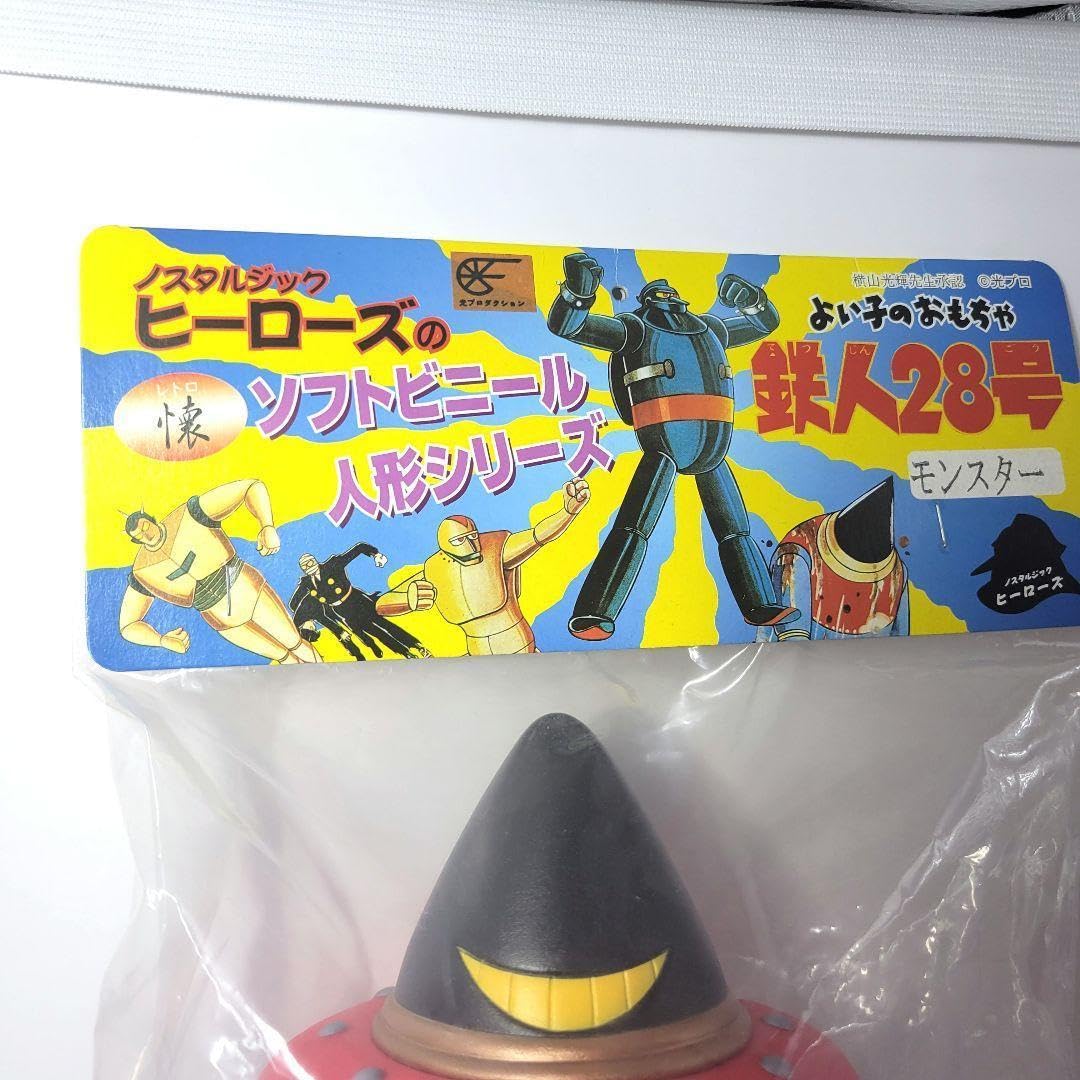 ノスタルジック
ヒーローズの
レトロ
懐
ソフトビニール
人形シリーズ
光プロダクション
横山光輝先生承認 ©光プロ
よい子のおもちゃ
てつじん ごう
鉄人28号
モンスター
ノスタルジック
ヒーローズ